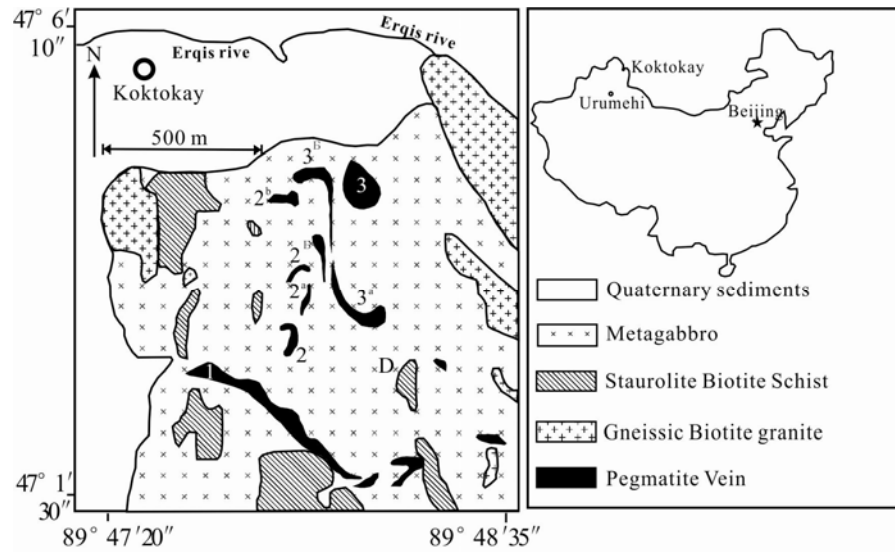 47° 6′
10″
N
Erqis rive
Erqis rive
Koktokay
500 m
3ᴮ
3
2ᵇ
2
2ᵃ
3ᵃ
2
1
D
47° 1′
30″
89° 47′20″
89° 48′35″
Koktokay
Urumehi
Beijing
Quaternary sediments
Metagabbro
Staurolite Biotite Schist
Gneissic Biotite granite
Pegmatite Vein